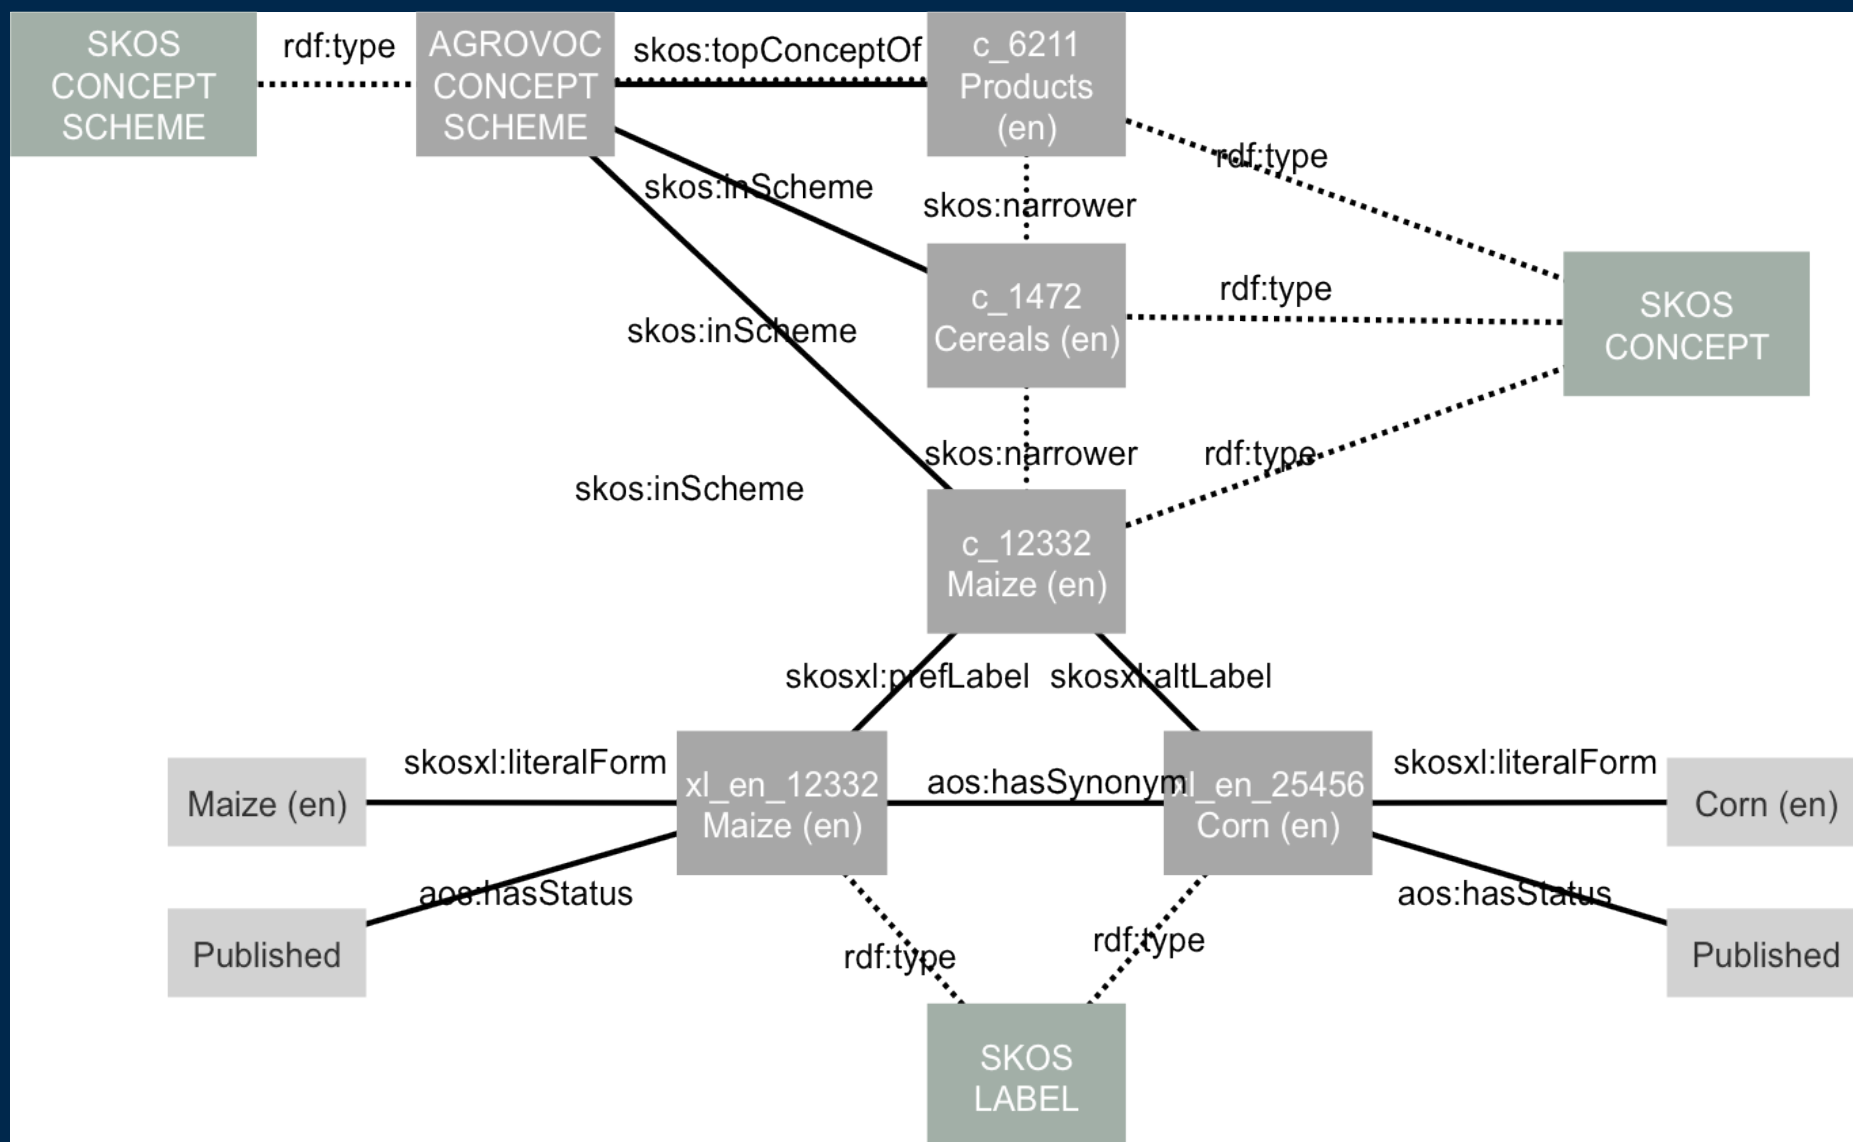 SKOS
CONCEPT
SCHEME
rdf:type
AGROVOC
CONCEPT
SCHEME
skos:topConceptOf
c_6211
Products
(en)
rdf:type
skos:inScheme
skos:narrower
c_1472
Cereals (en)
rdf:type
SKOS
CONCEPT
skos:inScheme
skos:narrower
rdf:type
skos:inScheme
c_12332
Maize (en)
skosxl:prefLabel
skosxl:altLabel
Maize (en)
skosxl:literalForm
xl_en_12332
Maize (en)
aos:hasSynonym
xl_en_25456
Corn (en)
skosxl:literalForm
Corn (en)
aos:hasStatus
aos:hasStatus
Published
Published
rdf:type
rdf:type
SKOS
LABEL